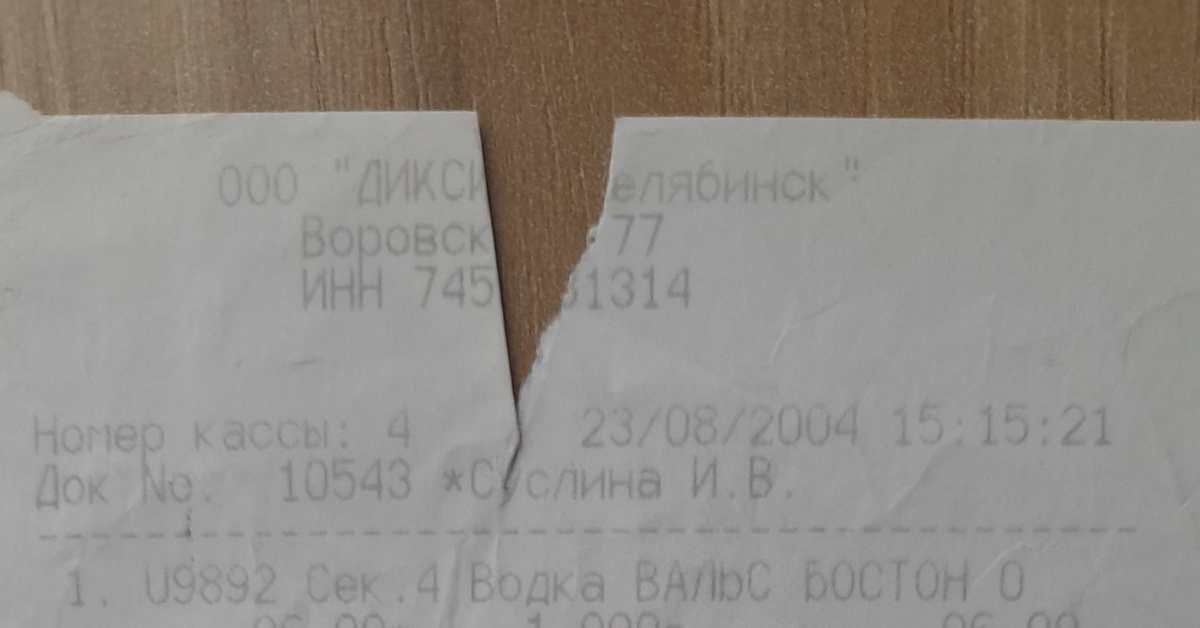 ООО "ДИКСИ елябинск"
Воровск 77
ИНН 745 31314
Номер кассы: 4 23/08/2004 15:15:21
Док No. 10543 *Суслина И.В.
1. U9892 Сек.4 Водка ВАЛЬС БОСТОН 0